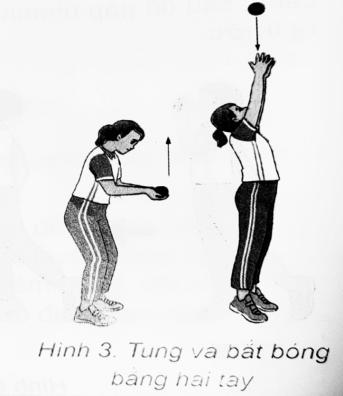 Hình 3. Tung và bắt bóng
bằng hai tay